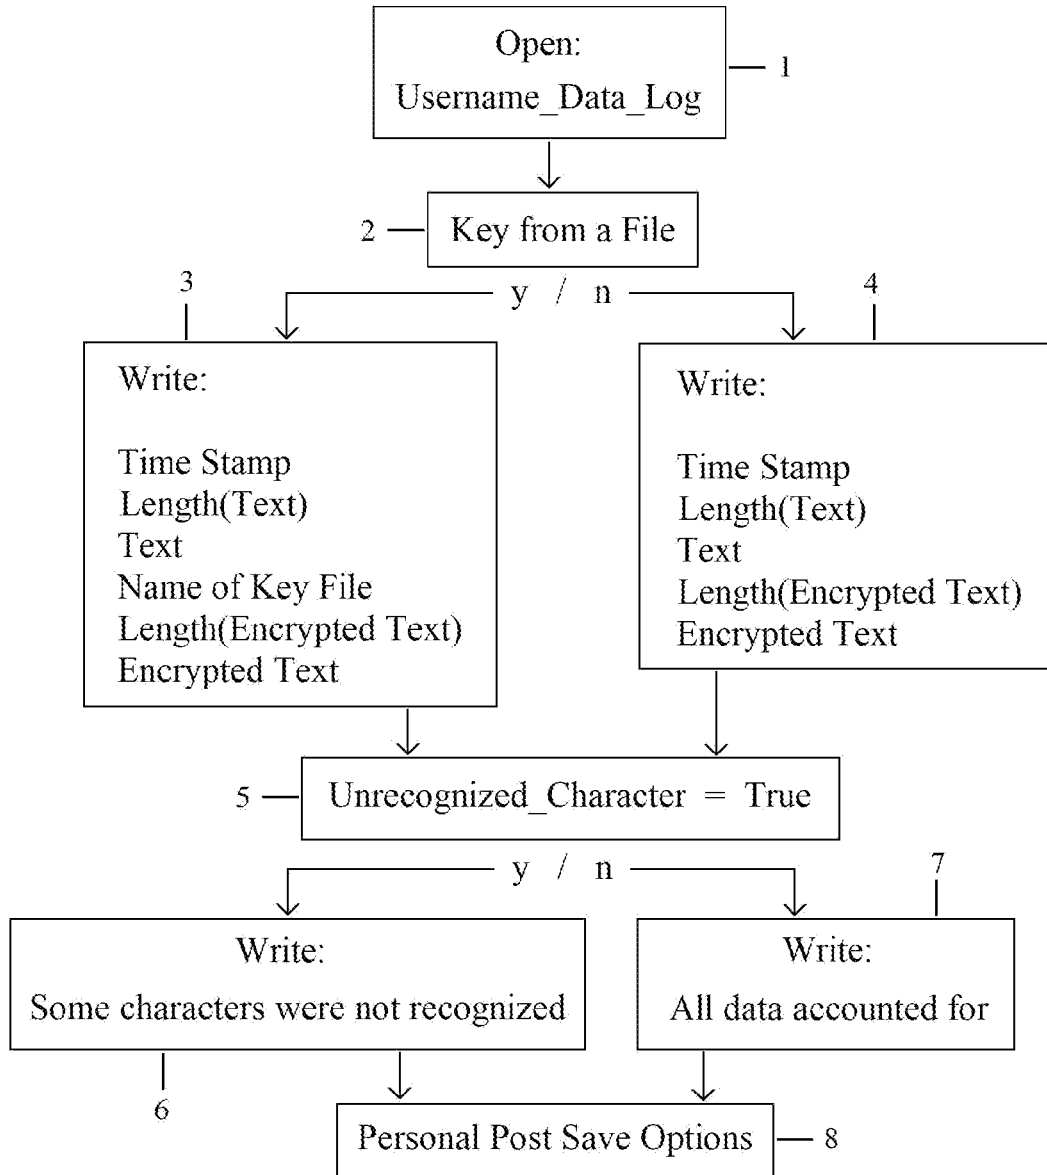 Open:
Username_Data_Log
1
2
Key from a File
y / n
3
4
Write:
Time Stamp
Length(Text)
Text
Name of Key File
Length(Encrypted Text)
Encrypted Text
Write:
Time Stamp
Length(Text)
Text
Length(Encrypted Text)
Encrypted Text
5
Unrecognized_Character = True
y / n
7
Write:
Some characters were not recognized
Write:
All data accounted for
6
Personal Post Save Options
8